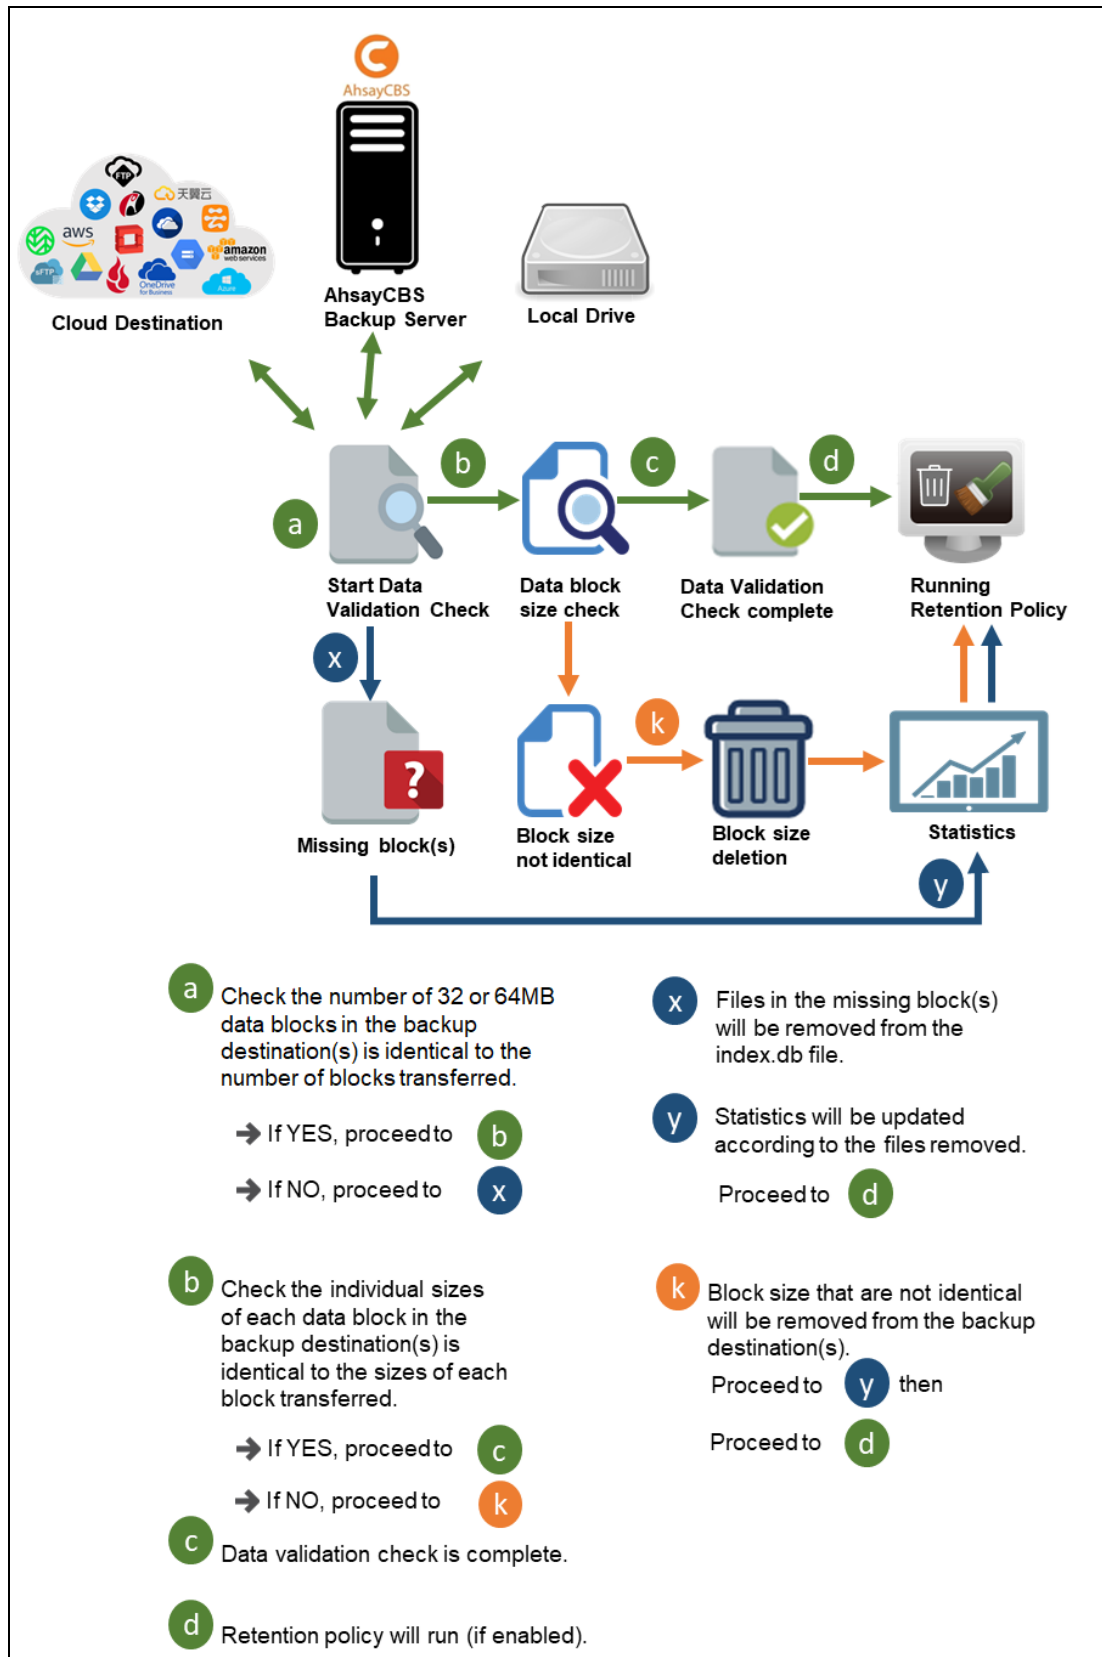 AhsayCBS
FTP
天翼云
aws
amazon
web services
sFTP
OneDrive
for Business
Azure
Cloud Destination
AhsayCBS
Backup Server
Local Drive
a
b
c
d
Start Data
Validation Check
Data block
size check
Data Validation
Check complete
Running
Retention Policy
x
k
?
Missing block(s)
Block size
not identical
Block size
deletion
Statistics
y
a
Check the number of 32 or 64MB
data blocks in the backup
destination(s) is identical to the
number of blocks transferred.
➔ If YES, proceed to b
➔ If NO, proceed to x
b
Check the individual sizes
of each data block in the
backup destination(s) is
identical to the sizes of each
block transferred.
➔ If YES, proceed to c
➔ If NO, proceed to k
c Data validation check is complete.
d Retention policy will run (if enabled).
x
Files in the missing block(s)
will be removed from the
index.db file.
y
Statistics will be updated
according to the files removed.
Proceed to d
k
Block size that are not identical
will be removed from the backup
destination(s).
Proceed to y then
Proceed to d